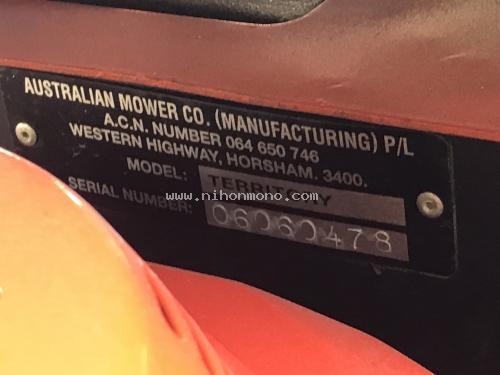 AUSTRALIAN MOWER CO. (MANUFACTURING) P/L
A.C.N. NUMBER 064 650 746
WESTERN HIGHWAY, HORSHAM. 3400.
MODEL: TERRITORY
www.nihonmono.com
SERIAL NUMBER: 06060478